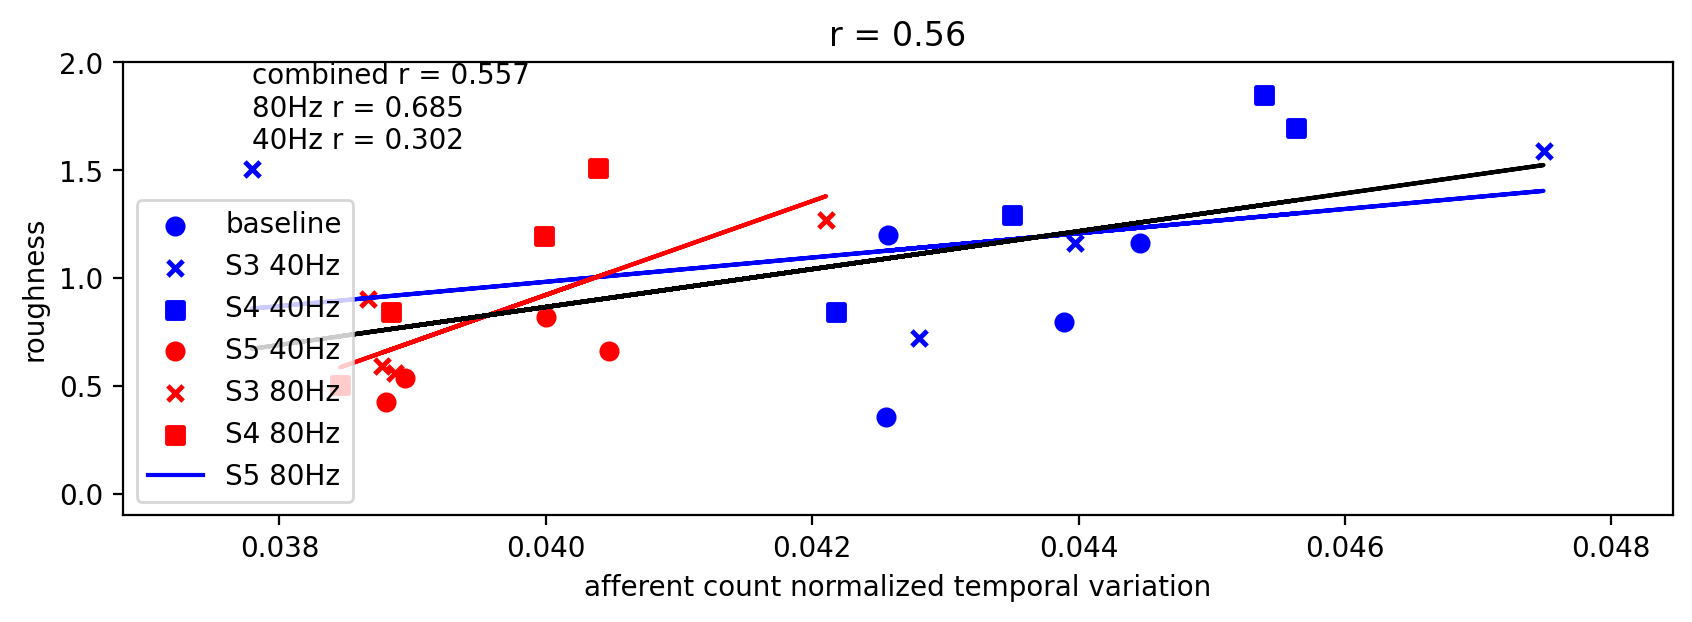 r = 0.56
combined r = 0.557
80Hz r = 0.685
40Hz r = 0.302
2.0
1.5
1.0
0.5
0.0
roughness
baseline
S3 40Hz
S4 40Hz
S5 40Hz
S3 80Hz
S4 80Hz
S5 80Hz
0.038 0.040 0.042 0.044 0.046 0.048
afferent count normalized temporal variation